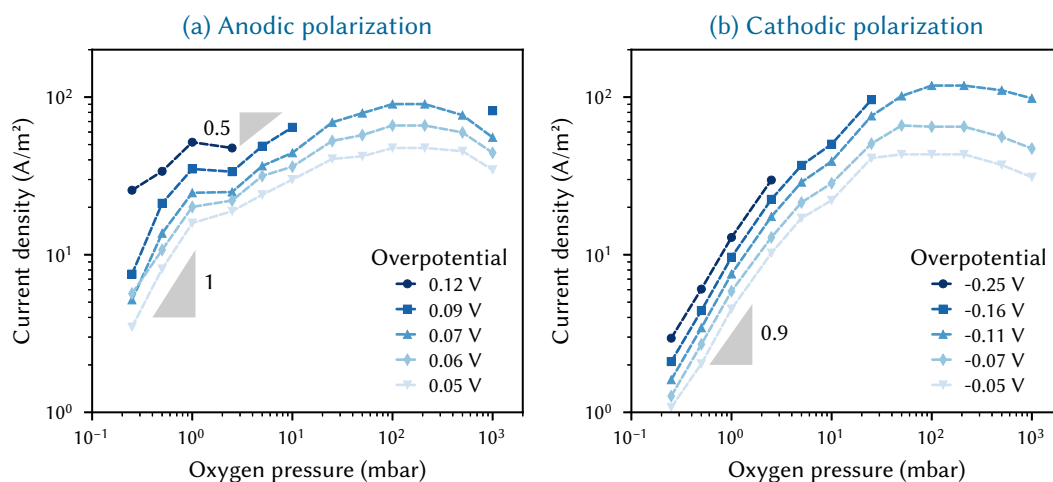 (a) Anodic polarization
Current density (A/m²)
10²
10¹
10⁰
0.5
1
Overpotential
0.12 V
0.09 V
0.07 V
0.06 V
0.05 V
10⁻¹ 10⁰ 10¹ 10² 10³
Oxygen pressure (mbar)
(b) Cathodic polarization
Current density (A/m²)
10²
10¹
10⁰
0.9
Overpotential
-0.25 V
-0.16 V
-0.11 V
-0.07 V
-0.05 V
10⁻¹ 10⁰ 10¹ 10² 10³
Oxygen pressure (mbar)